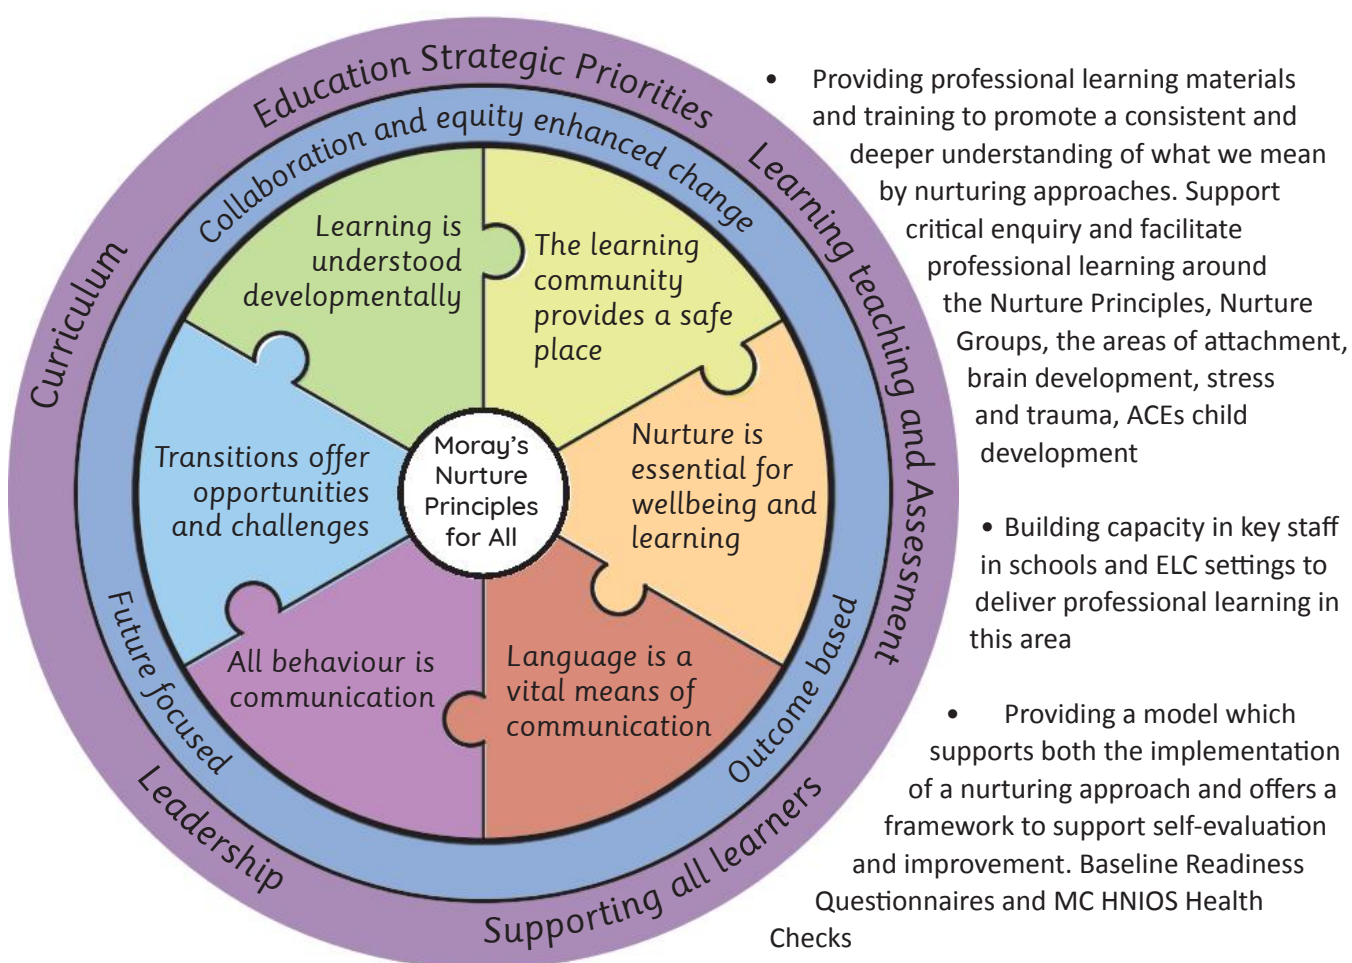 Education Strategic Priorities
Learning teaching and Assessment
Supporting all learners
Leadership
Curriculum
Collaboration and equity enhanced change
Outcome based
Future focused
Learning is
understood
developmentally
The learning
community
provides a safe
place
Nurture is
essential for
wellbeing and
learning
Language is a
vital means of
communication
All behaviour is
communication
Transitions offer
opportunities
and challenges
Moray's
Nurture
Principles
for All
• Providing professional learning materials
and training to promote a consistent and
deeper understanding of what we mean
by nurturing approaches. Support
critical enquiry and facilitate
professional learning around
the Nurture Principles, Nurture
Groups, the areas of attachment,
brain development, stress
and trauma, ACEs child
development
• Building capacity in key staff
in schools and ELC settings to
deliver professional learning in
this area
• Providing a model which
supports both the implementation
of a nurturing approach and offers a
framework to support self-evaluation
and improvement. Baseline Readiness
Questionnaires and MC HNIOS Health
Checks